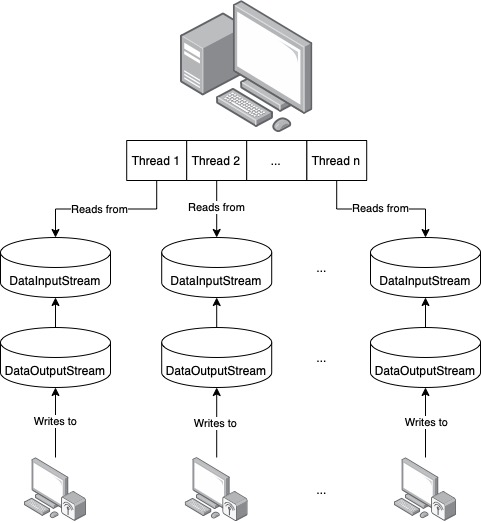 Thread 1 Thread 2 ... Thread n
Reads from Reads from Reads from
DataInputStream DataInputStream ... DataInputStream
DataOutputStream DataOutputStream ... DataOutputStream
Writes to Writes to Writes to
...